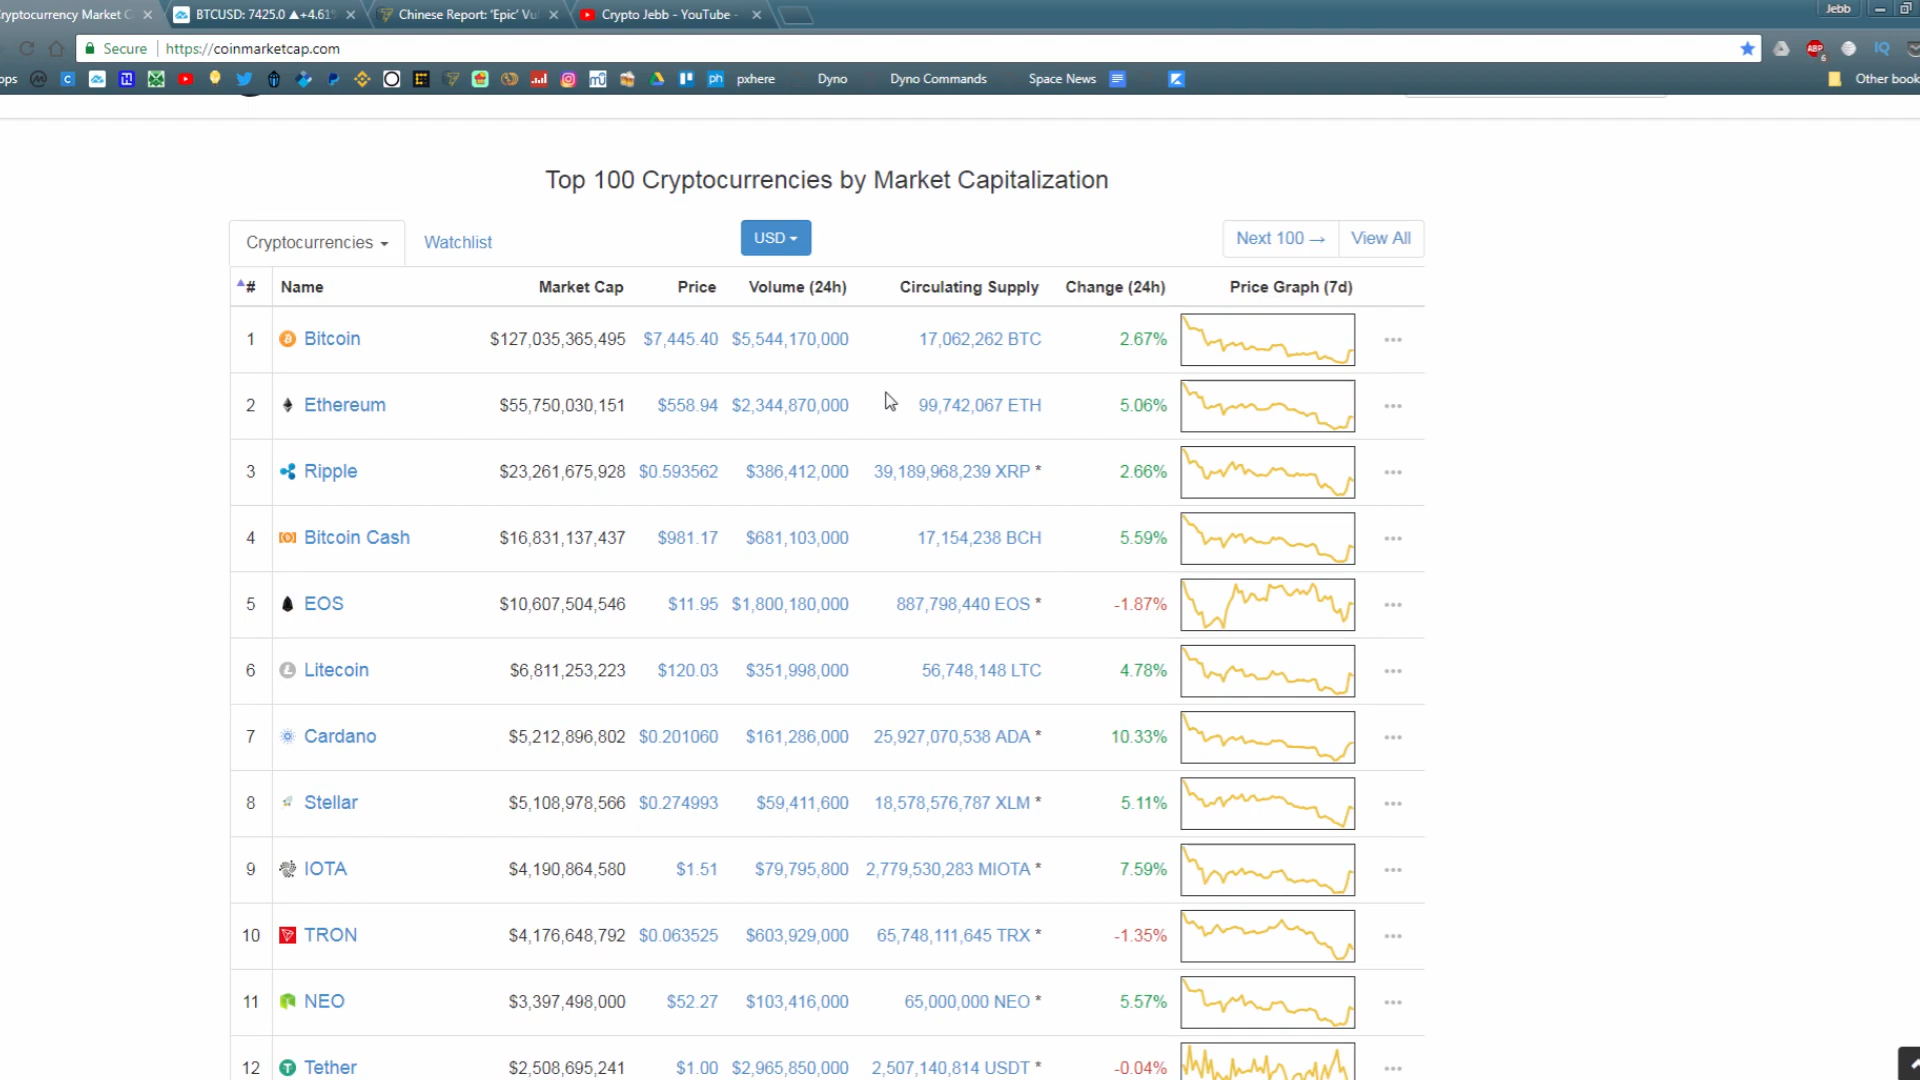 ryptocurrency Market C
BTCUSD: 7425.0 ▲+4.61
Chinese Report: 'Epic' Vu
Crypto Jebb - YouTube -
Jebb
Secure | https://coinmarketcap.com
ABP 6 IQ
ops pxhere Dyno Dyno Commands Space News Other book
Top 100 Cryptocurrencies by Market Capitalization
Cryptocurrencies Watchlist USD Next 100 → View All
# Name Market Cap Price Volume (24h) Circulating Supply Change (24h) Price Graph (7d)
1 Bitcoin $127,035,365,495 $7,445.40 $5,544,170,000 17,062,262 BTC 2.67%
2 Ethereum $55,750,030,151 $558.94 $2,344,870,000 99,742,067 ETH 5.06%
3 Ripple $23,261,675,928 $0.593562 $386,412,000 39,189,968,239 XRP * 2.66%
4 Bitcoin Cash $16,831,137,437 $981.17 $681,103,000 17,154,238 BCH 5.59%
5 EOS $10,607,504,546 $11.95 $1,800,180,000 887,798,440 EOS * -1.87%
6 Litecoin $6,811,253,223 $120.03 $351,998,000 56,748,148 LTC 4.78%
7 Cardano $5,212,896,802 $0.201060 $161,286,000 25,927,070,538 ADA * 10.33%
8 Stellar $5,108,978,566 $0.274993 $59,411,600 18,578,576,787 XLM * 5.11%
9 IOTA $4,190,864,580 $1.51 $79,795,800 2,779,530,283 MIOTA * 7.59%
10 TRON $4,176,648,792 $0.063525 $603,929,000 65,748,111,645 TRX * -1.35%
11 NEO $3,397,498,000 $52.27 $103,416,000 65,000,000 NEO * 5.57%
12 Tether $2,508,695,241 $1.00 $2,965,850,000 2,507,140,814 USDT * -0.04%